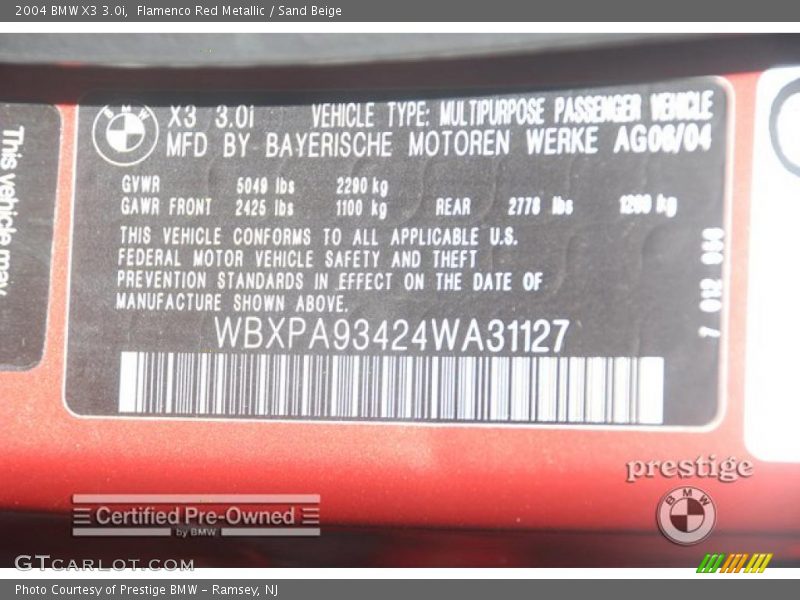 2004 BMW X3 3.0i,  Flamenco Red Metallic / Sand Beige
This vehicle may
BMW
X3 3.0i VEHICLE TYPE: MULTIPURPOSE PASSENGER VEHICLE
MFD BY BAYERISCHE MOTOREN WERKE AG06/04
GVWR 5049 lbs 2290 kg
GAWR FRONT 2425 lbs 1100 kg REAR 2778 lbs 1260 kg
THIS VEHICLE CONFORMS TO ALL APPLICABLE U.S.
FEDERAL MOTOR VEHICLE SAFETY AND THEFT
PREVENTION STANDARDS IN EFFECT ON THE DATE OF
MANUFACTURE SHOWN ABOVE.
WBXPA93424WA31127
7 012
prestige
BMW
Certified Pre-Owned
by BMW
GTCARLOT.COM
Photo Courtesy of Prestige BMW - Ramsey, NJ